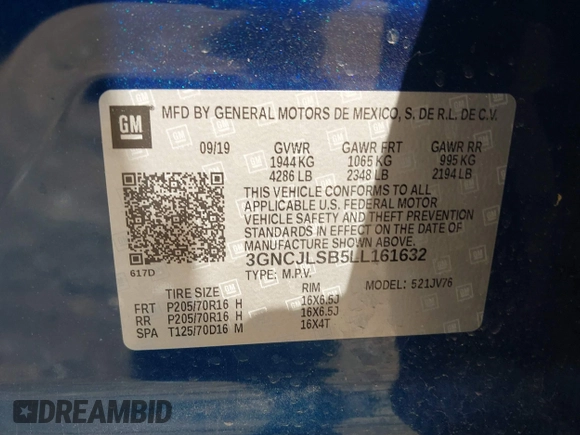 GM
MFD BY GENERAL MOTORS DE MEXICO, S. DE R.L. DE C.V.
09/19 GVWR GAWR FRT GAWR RR
1944 KG 1065 KG 995 KG
4286 LB 2348 LB 2194 LB
THIS VEHICLE CONFORMS TO ALL
APPLICABLE U.S. FEDERAL MOTOR
VEHICLE SAFETY AND THEFT PREVENTION
STANDARDS IN EFFECT ON THE DATE OF
MANUFACTURE SHOWN ABOVE.
617D
3GNCJLSB5LL161632
TYPE: M.P.V. MODEL: 521JV76
TIRE SIZE RIM
FRT P205/70R16 H 16X6.5J
RR P205/70R16 H 16X6.5J
SPA T125/70D16 M 16X4T
DREAMBID